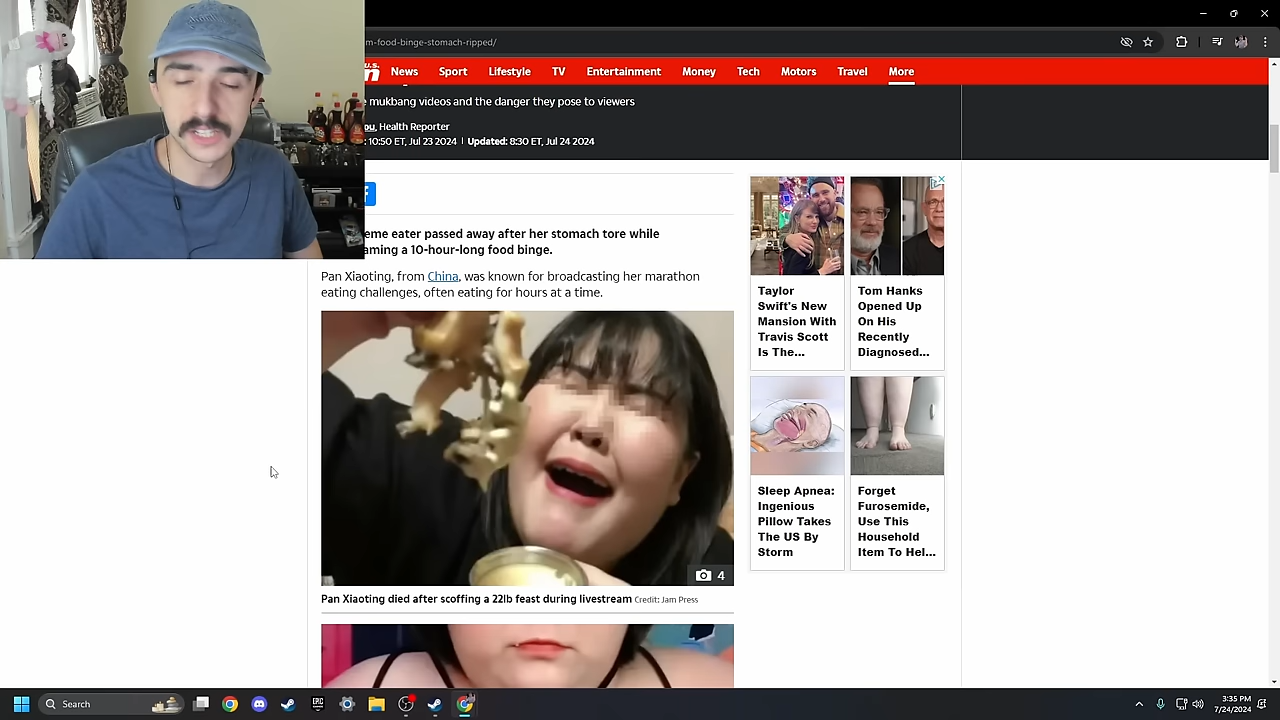 m-food-binge-stomach-ripped/
News Sport Lifestyle TV Entertainment Money Tech Motors Travel More
mukbang videos and the danger they pose to viewers
Health Reporter
10:50 ET, Jul 23 2024 | Updated: 8:30 ET, Jul 24 2024
eme eater passed away after her stomach tore while
aming a 10-hour-long food binge.
Pan Xiaoting, from China, was known for broadcasting her marathon
eating challenges, often eating for hours at a time.
4
Pan Xiaoting died after scoffing a 22lb feast during livestream Credit: Jam Press
Taylor
Swift's New
Mansion With
Travis Scott
Is The...
Tom Hanks
Opened Up
On His
Recently
Diagnosed...
Sleep Apnea:
Ingenious
Pillow Takes
The US By
Storm
Forget
Furosemide,
Use This
Household
Item To Hel...
Search
EPIC
3:35 PM
7/24/2024